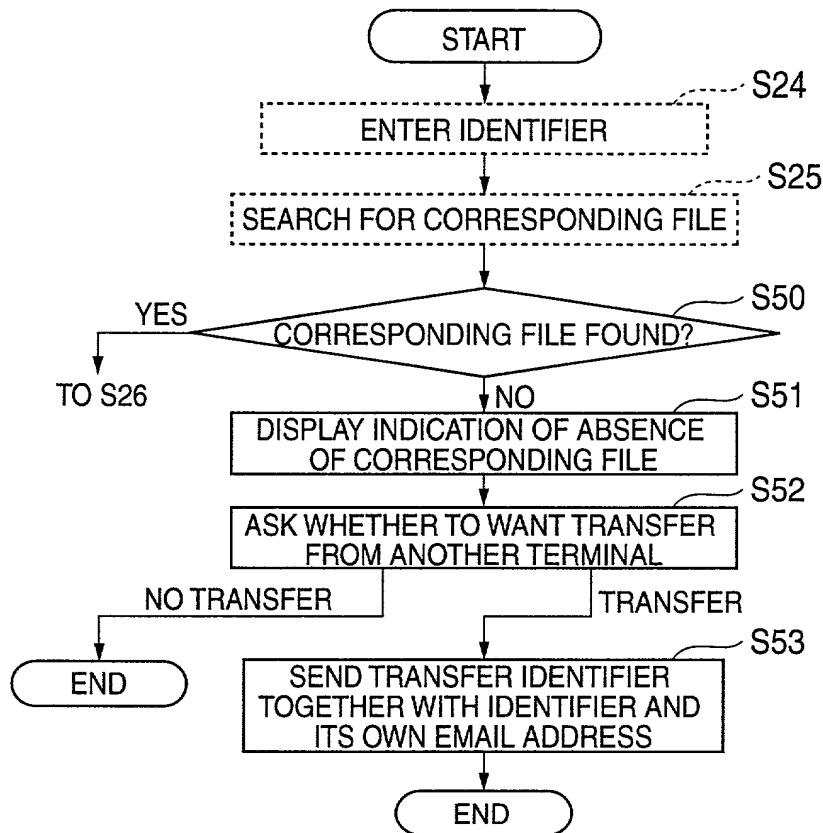 START
S24
ENTER IDENTIFIER
S25
SEARCH FOR CORRESPONDING FILE
S50
YES
CORRESPONDING FILE FOUND?
TO S26
NO
S51
DISPLAY INDICATION OF ABSENCE
OF CORRESPONDING FILE
S52
ASK WHETHER TO WANT TRANSFER
FROM ANOTHER TERMINAL
NO TRANSFER
TRANSFER
S53
END
SEND TRANSFER IDENTIFIER
TOGETHER WITH IDENTIFIER AND
ITS OWN EMAIL ADDRESS
END